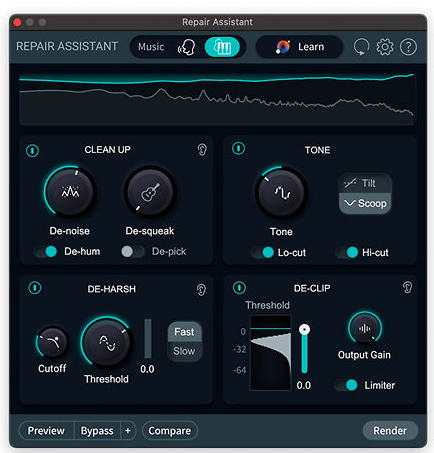 Repair Assistant
REPAIR ASSISTANT Music Learn
CLEAN UP
De-noise De-squeak
De-hum De-pick
TONE
Tilt
Scoop
Tone
Lo-cut Hi-cut
DE-HARSH
Fast
Slow
Cutoff Threshold 0.0
DE-CLIP
Threshold
0
-32
-64
0.0
Output Gain
Limiter
Preview Bypass + Compare Render